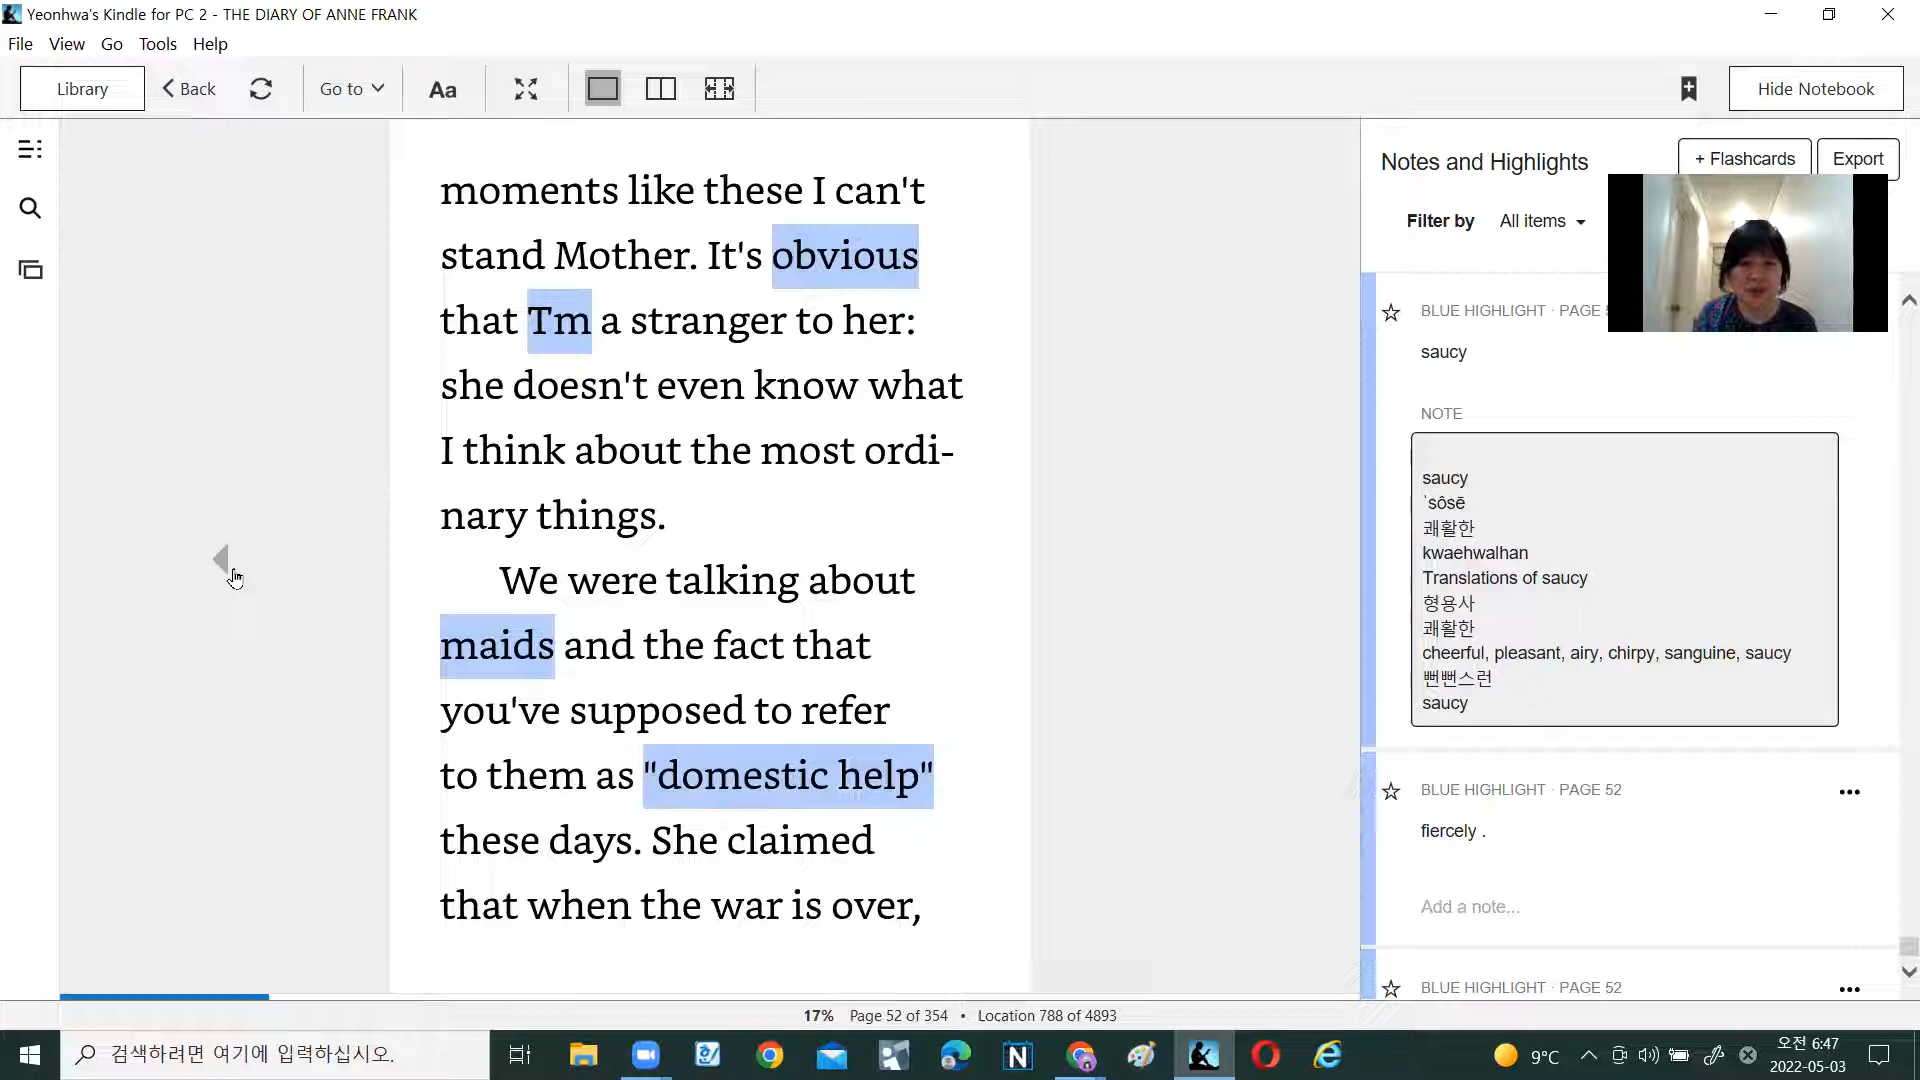 Yeonhwa's Kindle for PC 2 - THE DIARY OF ANNE FRANK
File View Go Tools Help
Library
Back
Go to
Aa
Hide Notebook
moments like these I can't
stand Mother. It's obvious
that Tm a stranger to her:
she doesn't even know what
I think about the most ordi-
nary things.
We were talking about
maids and the fact that
you've supposed to refer
to them as "domestic help"
these days. She claimed
that when the war is over,
Notes and Highlights
+ Flashcards
Export
Filter by All items
BLUE HIGHLIGHT · PAGE
saucy
NOTE
saucy
ˈsôsē
쾌활한
kwaehwalhan
Translations of saucy
형용사
쾌활한
cheerful, pleasant, airy, chirpy, sanguine, saucy
뻔뻔스런
saucy
BLUE HIGHLIGHT · PAGE 52
fiercely .
Add a note...
BLUE HIGHLIGHT · PAGE 52
17% Page 52 of 354 • Location 788 of 4893
검색하려면 여기에 입력하십시오.
9°C
오전 6:47
2022-05-03